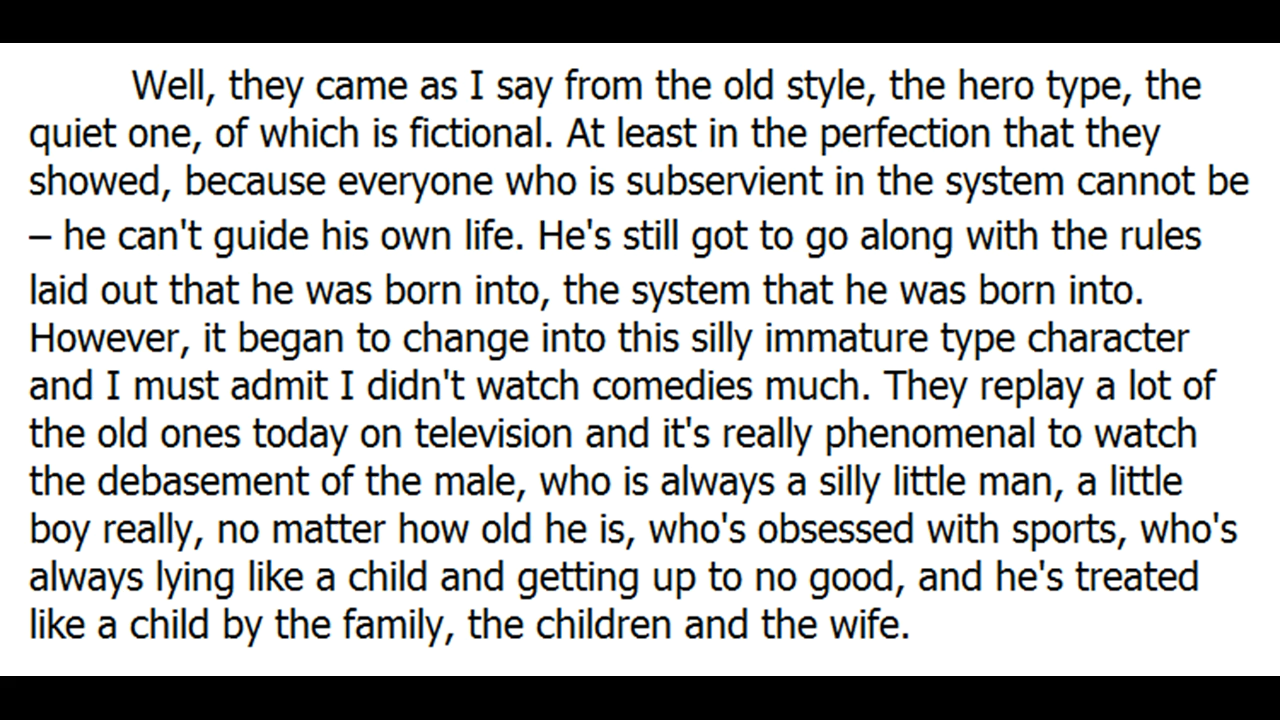 Well, they came as I say from the old style, the hero type, the
quiet one, of which is fictional. At least in the perfection that they
showed, because everyone who is subservient in the system cannot be
– he can't guide his own life. He's still got to go along with the rules
laid out that he was born into, the system that he was born into.
However, it began to change into this silly immature type character
and I must admit I didn't watch comedies much. They replay a lot of
the old ones today on television and it's really phenomenal to watch
the debasement of the male, who is always a silly little man, a little
boy really, no matter how old he is, who's obsessed with sports, who's
always lying like a child and getting up to no good, and he's treated
like a child by the family, the children and the wife.